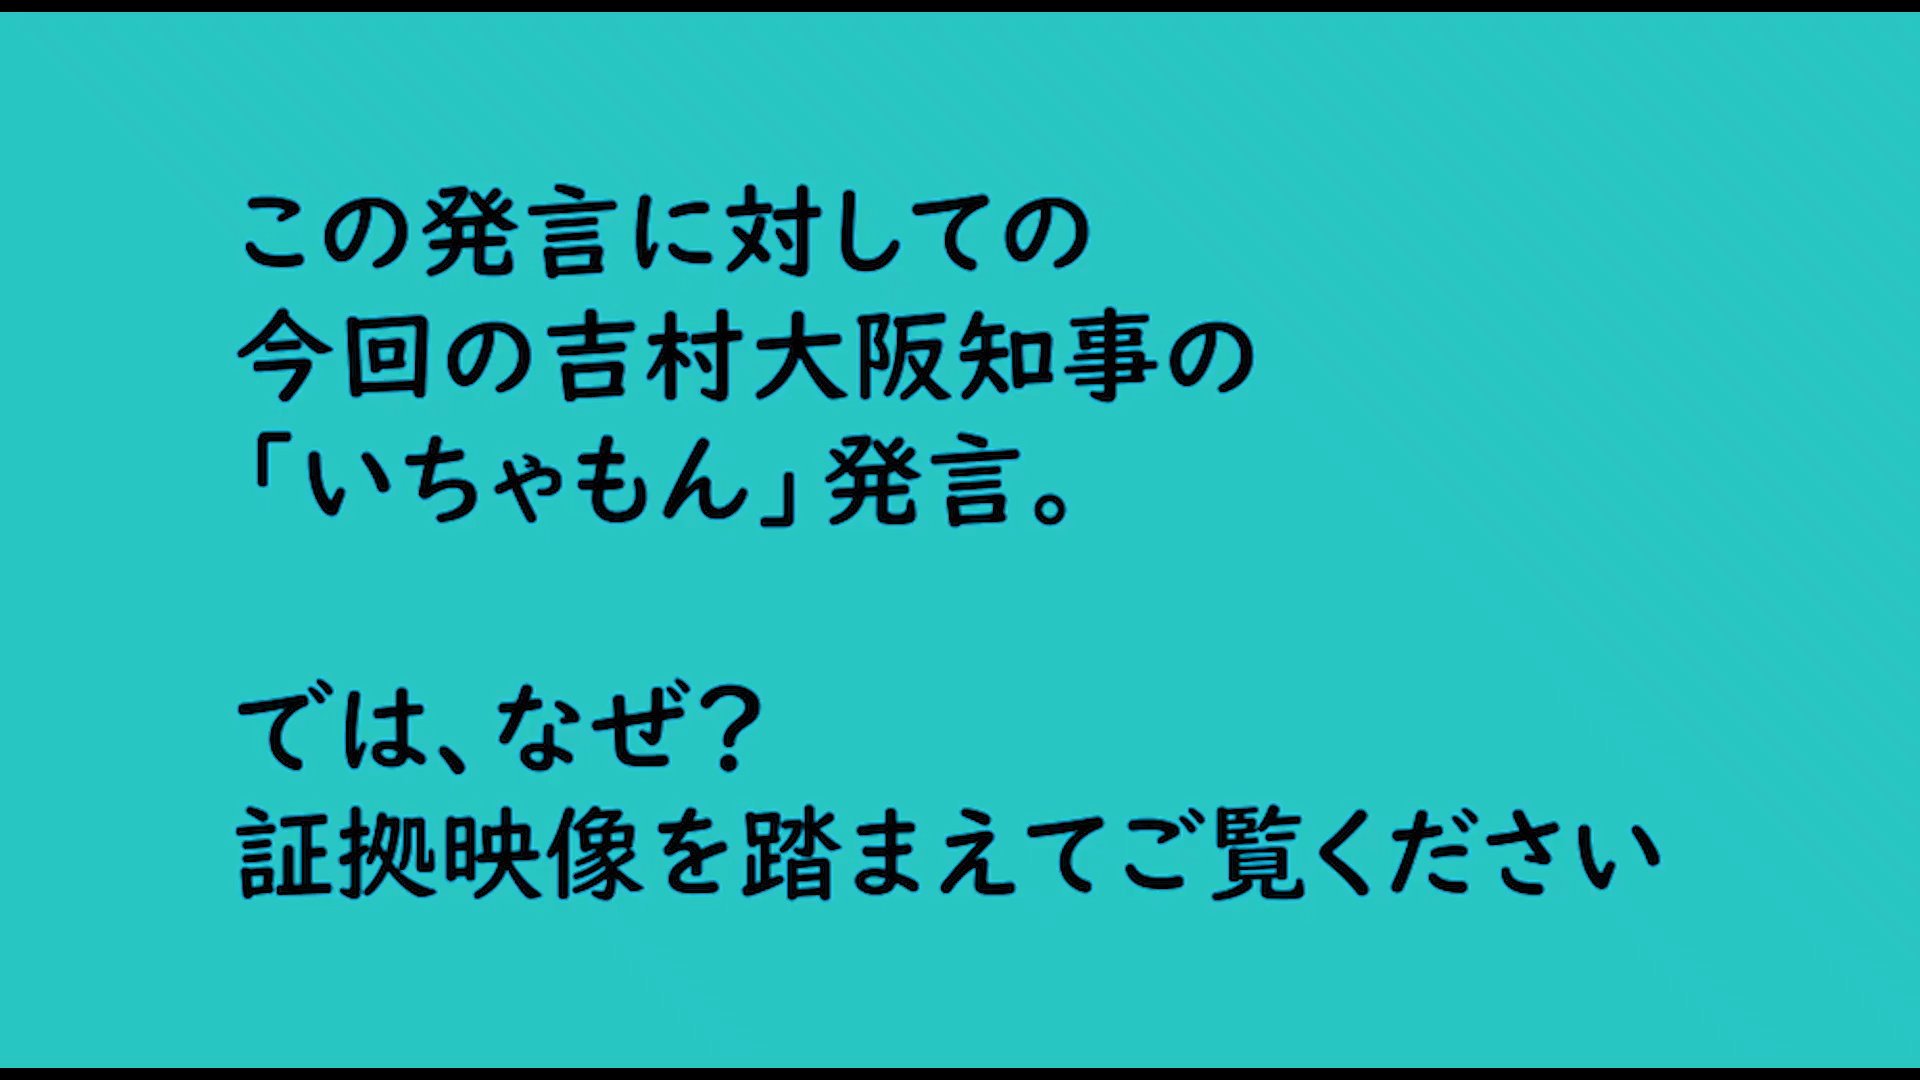 この発言に対しての
今回の吉村大阪知事の
「いちゃもん」発言。
では、なぜ？
証拠映像を踏まえてご覧ください